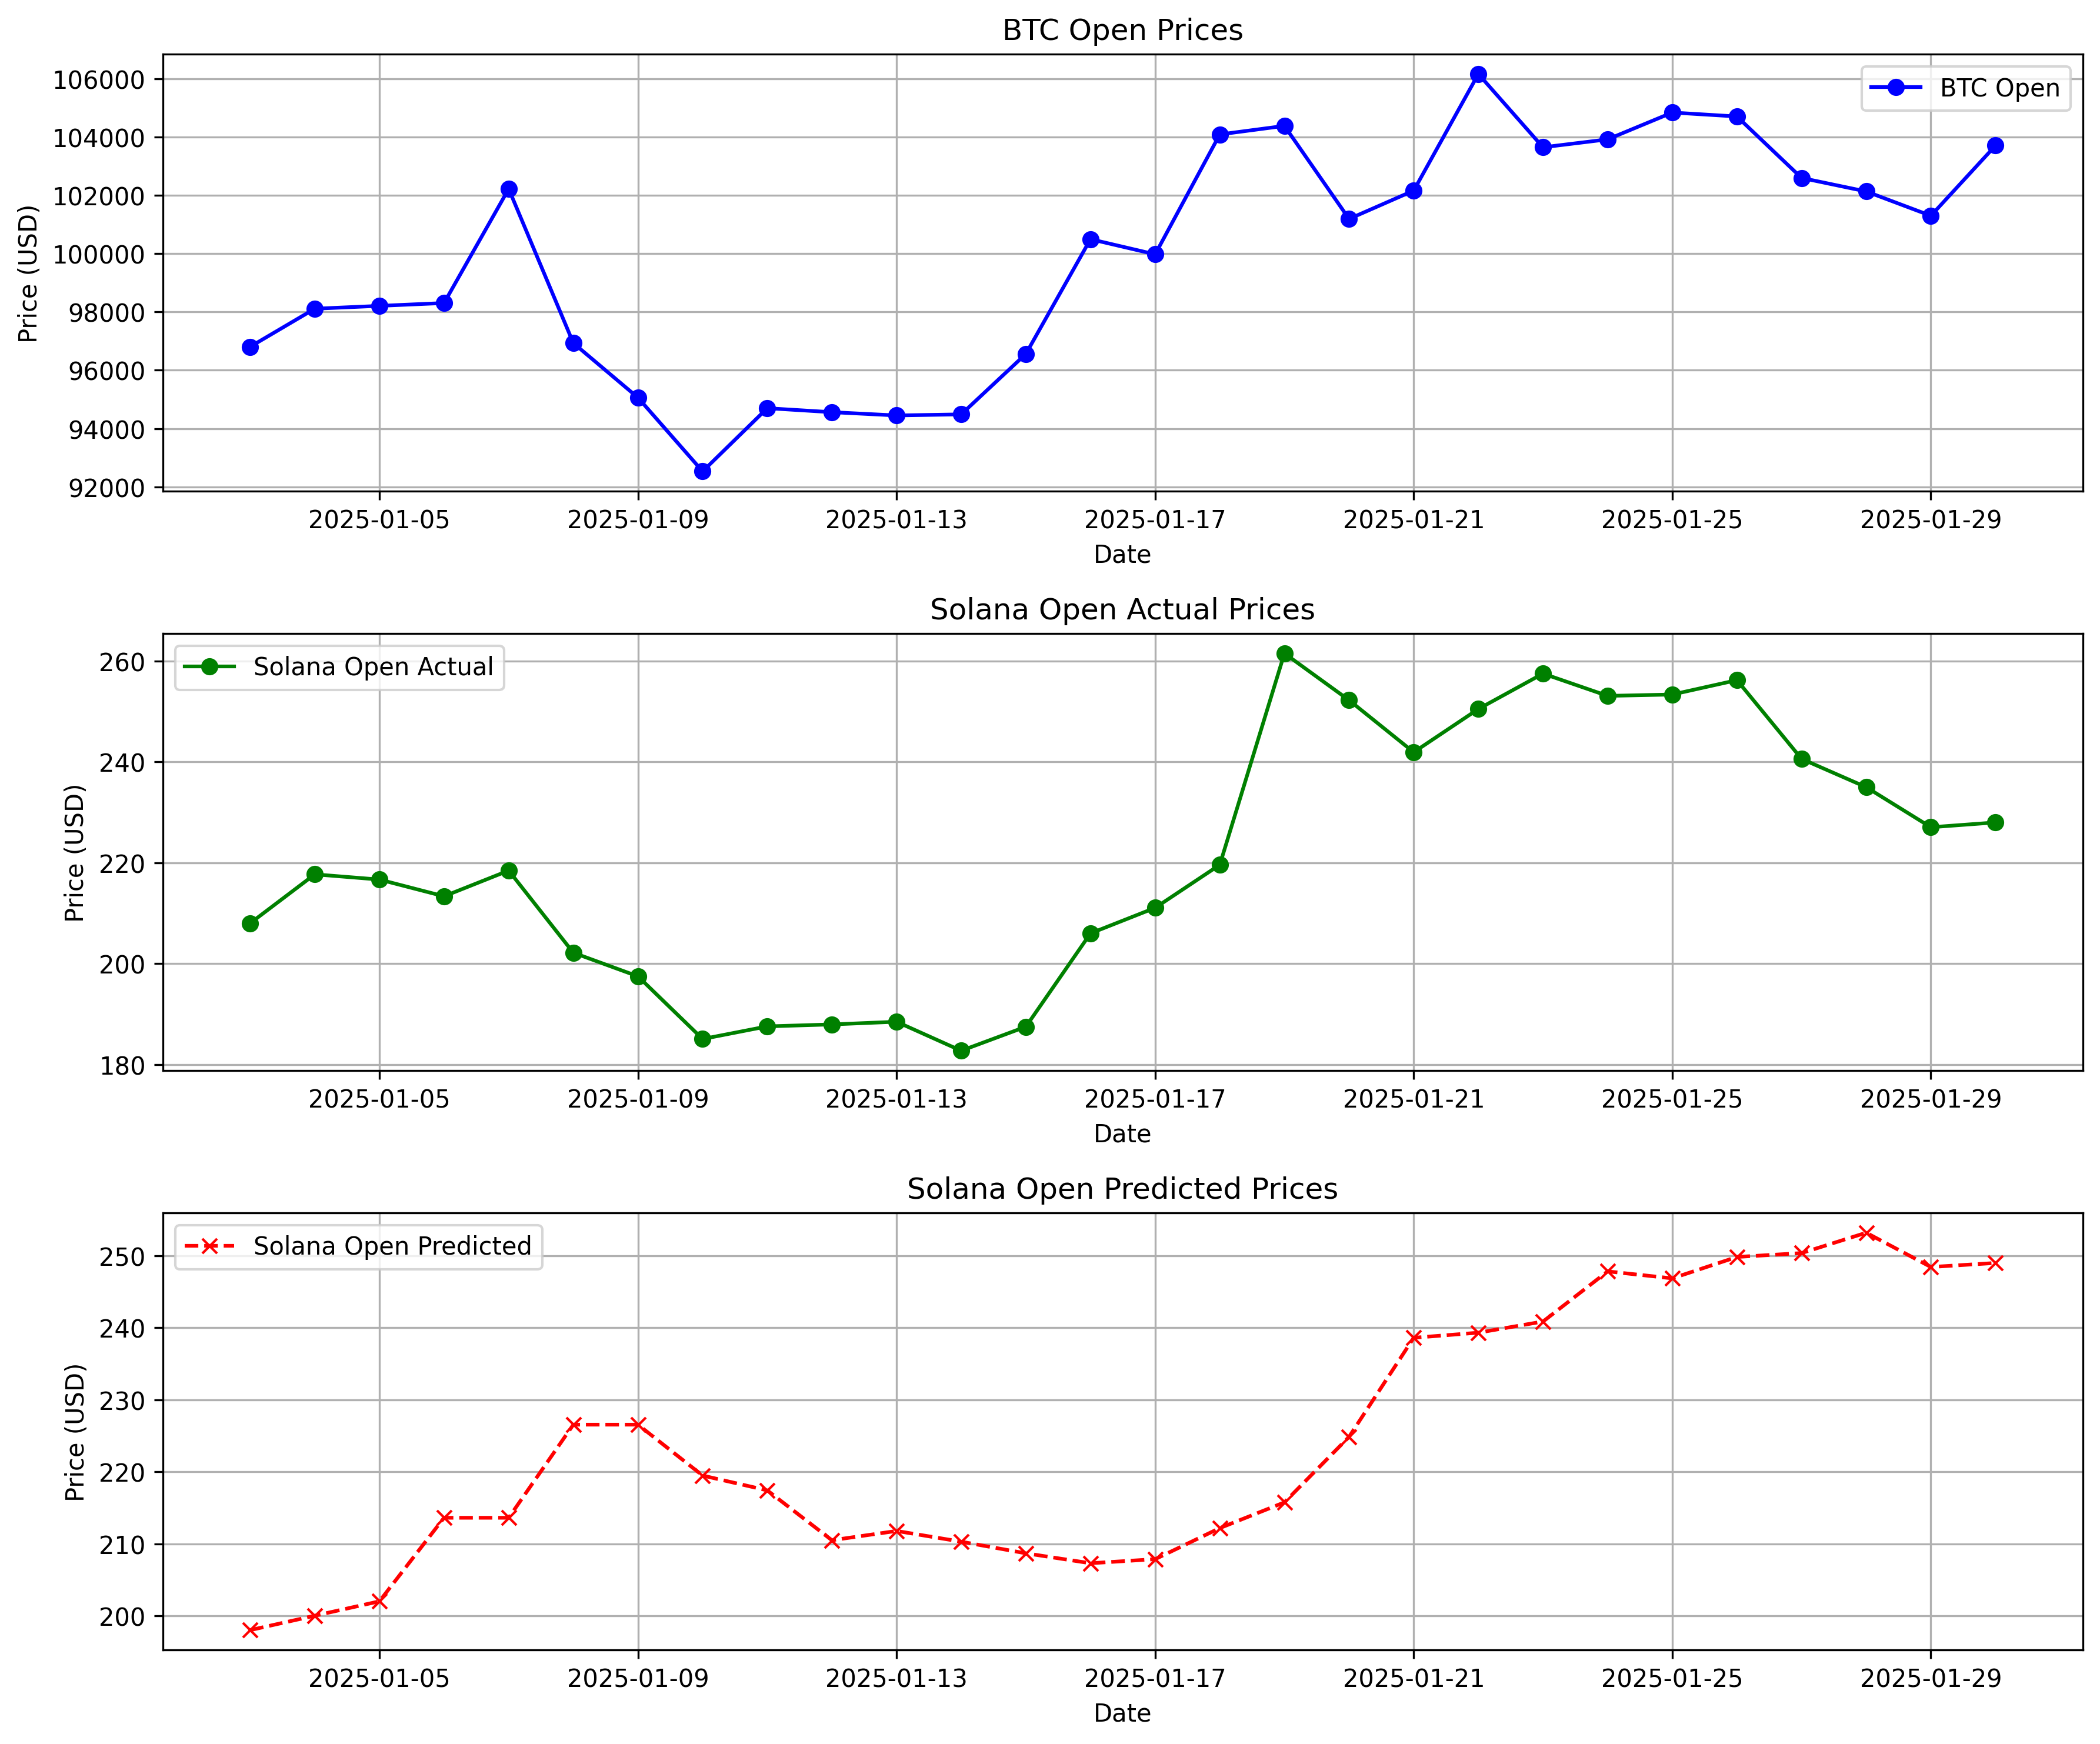 BTC Open Prices
BTC Open
Price (USD)
106000
104000
102000
100000
98000
96000
94000
92000
2025-01-05 2025-01-09 2025-01-13 2025-01-17 2025-01-21 2025-01-25 2025-01-29
Date
Solana Open Actual Prices
Solana Open Actual
Price (USD)
260
240
220
200
180
2025-01-05 2025-01-09 2025-01-13 2025-01-17 2025-01-21 2025-01-25 2025-01-29
Date
Solana Open Predicted Prices
Solana Open Predicted
Price (USD)
250
240
230
220
210
200
2025-01-05 2025-01-09 2025-01-13 2025-01-17 2025-01-21 2025-01-25 2025-01-29
Date